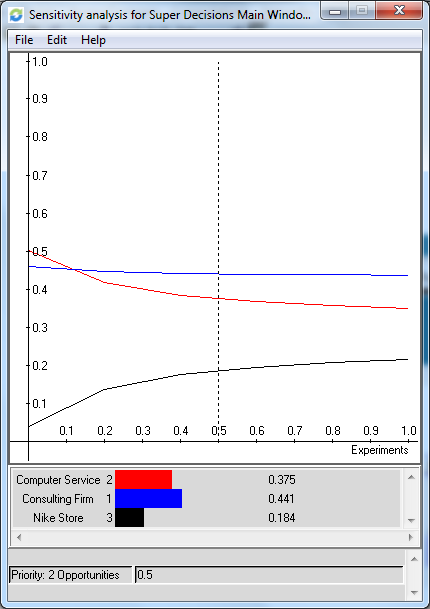 Sensitivity analysis for Super Decisions Main Windo...
File Edit Help
1.0
0.9
0.8
0.7
0.6
0.5
0.4
0.3
0.2
0.1
0.1 0.2 0.3 0.4 0.5 0.6 0.7 0.8 0.9 1.0
Experiments
Computer Service 2 0.375
Consulting Firm 1 0.441
Nike Store 3 0.184
Priority: 2 Opportunities 0.5